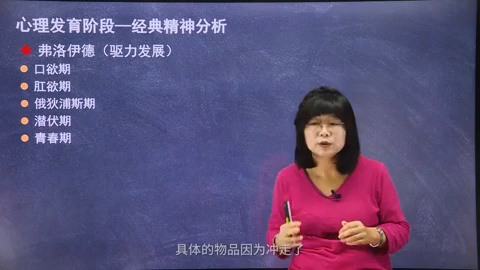 心理发育阶段—经典精神分析
弗洛伊德（驱力发展）
口欲期
肛欲期
俄狄浦斯期
潜伏期
青春期
具体的物品因为冲走了